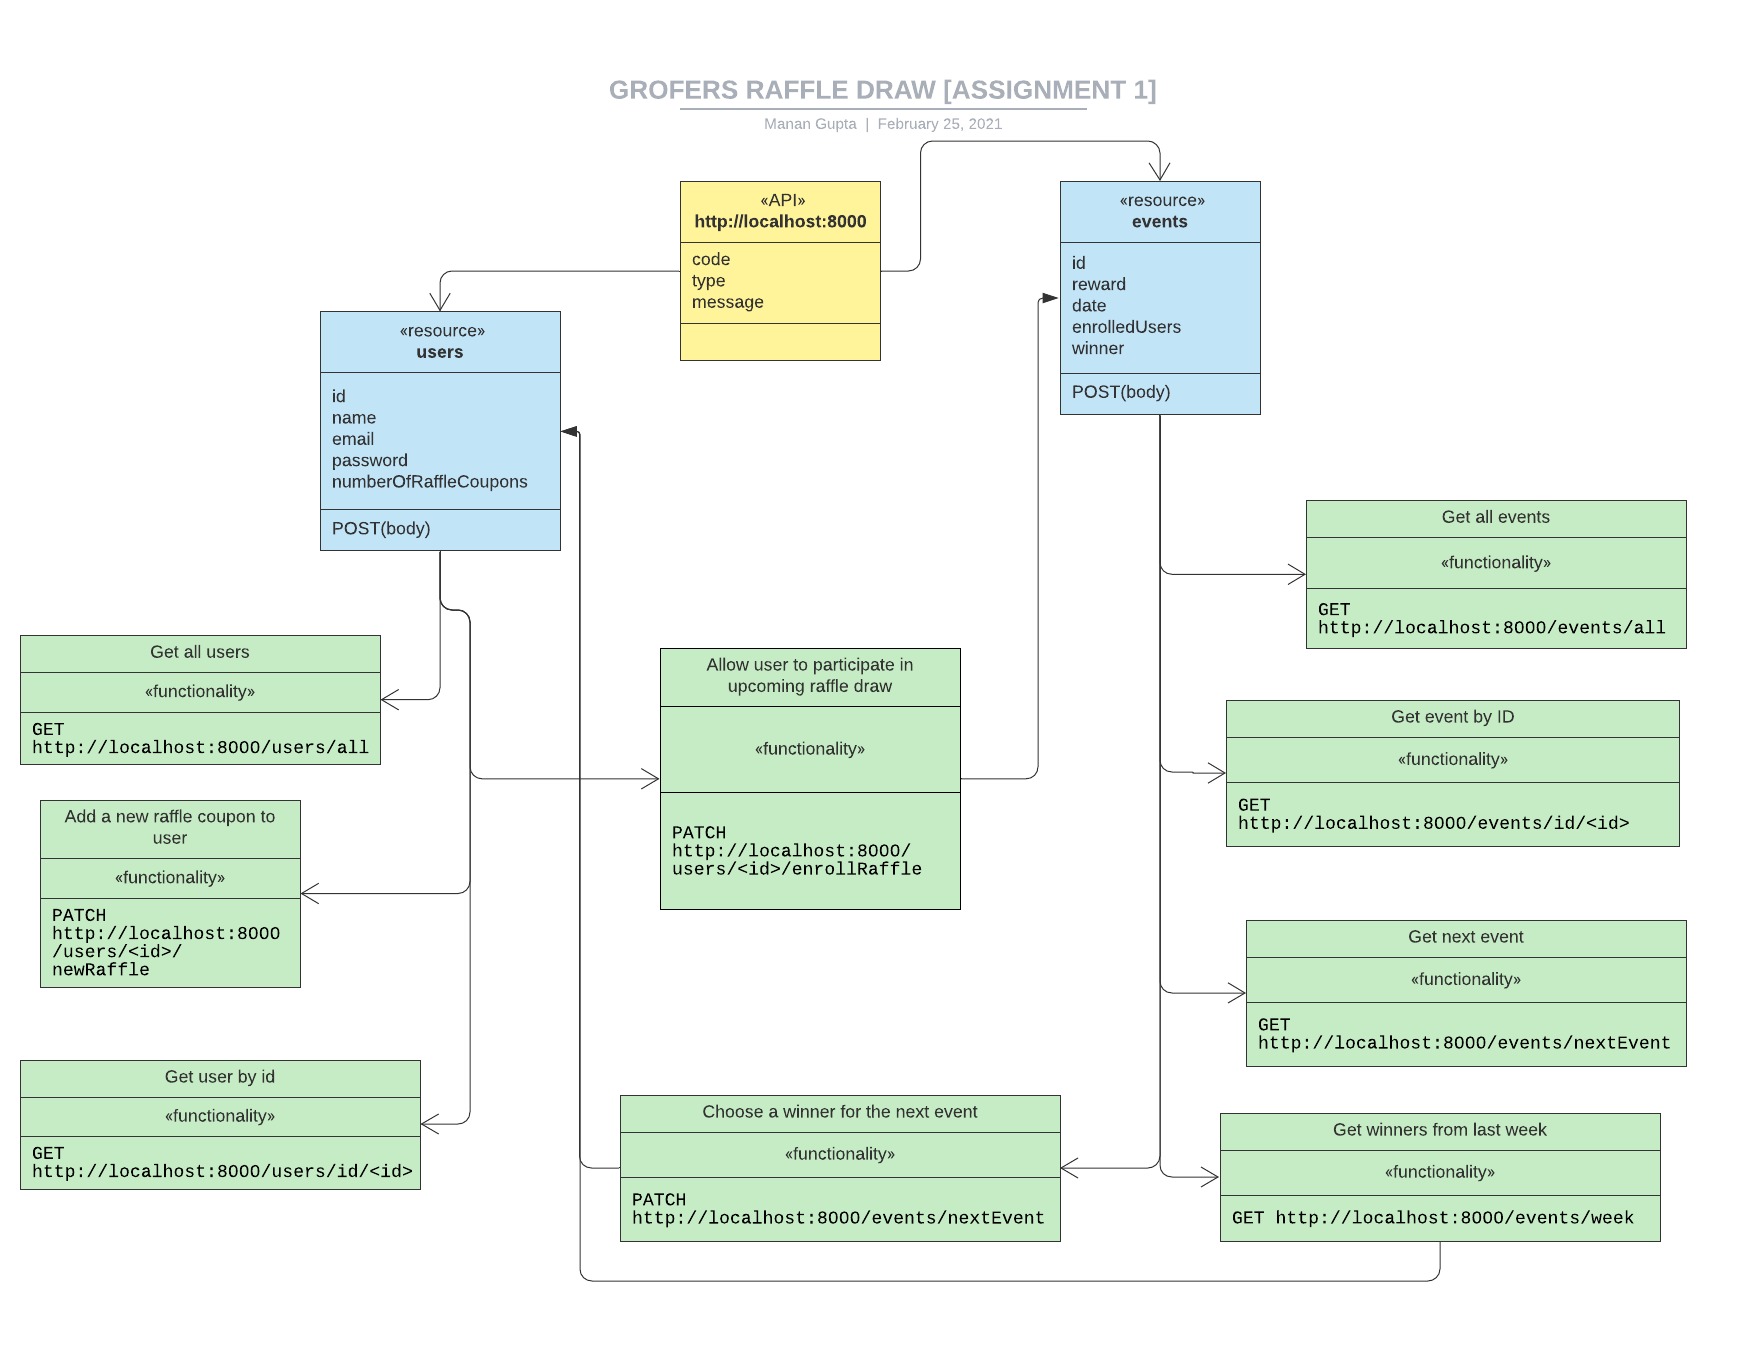 GROFERS RAFFLE DRAW [ASSIGNMENT 1]
Manan Gupta | February 25, 2021
«API»
http://localhost:8000
code
type
message
«resource»
events
id
reward
date
enrolledUsers
winner
POST(body)
«resource»
users
id
name
email
password
numberOfRaffleCoupons
POST(body)
Get all events
«functionality»
GET
http://localhost:8000/events/all
Get all users
«functionality»
GET
http://localhost:8000/users/all
Allow user to participate in
upcoming raffle draw
«functionality»
PATCH
http://localhost:8000/
users/<id>/enrollRaffle
Get event by ID
«functionality»
GET
http://localhost:8000/events/id/<id>
Add a new raffle coupon to
user
«functionality»
PATCH
http://localhost:8000
/users/<id>/
newRaffle
Get next event
«functionality»
GET
http://localhost:8000/events/nextEvent
Get user by id
«functionality»
GET
http://localhost:8000/users/id/<id>
Choose a winner for the next event
«functionality»
PATCH
http://localhost:8000/events/nextEvent
Get winners from last week
«functionality»
GET http://localhost:8000/events/week